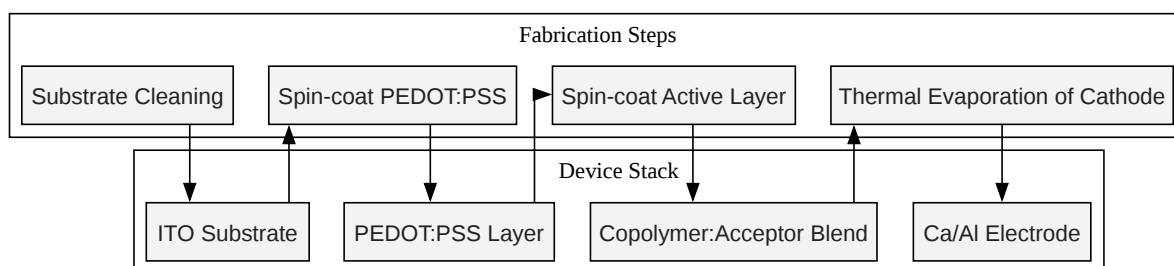 Fabrication Steps
Substrate Cleaning
Spin-coat PEDOT:PSS
Spin-coat Active Layer
Thermal Evaporation of Cathode
Device Stack
ITO Substrate
PEDOT:PSS Layer
Copolymer:Acceptor Blend
Ca/Al Electrode